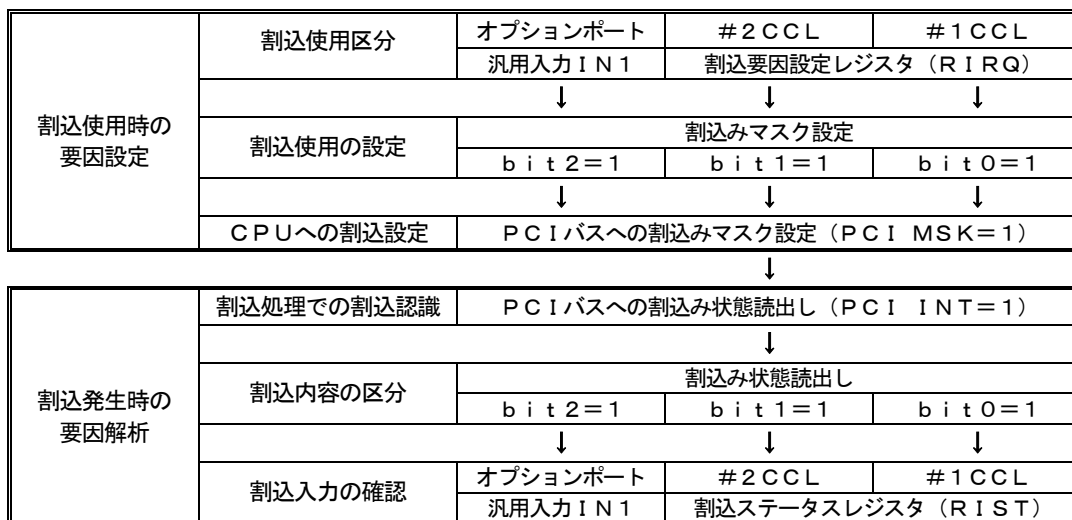 割込使用時の
要因設定
割込使用区分
オプションポート
#2CCL
#1CCL
汎用入力IN1
割込要因設定レジスタ(RIRQ)
↓ ↓ ↓
割込使用の設定
割込みマスク設定
bit2=1
bit1=1
bit0=1
↓ ↓ ↓
CPUへの割込設定
PCIバスへの割込みマスク設定(PCI MSK=1)
↓
割込発生時の
要因解析
割込処理での割込認識
PCIバスへの割込み状態読出し(PCI INT=1)
↓
割込内容の区分
割込み状態読出し
bit2=1
bit1=1
bit0=1
↓ ↓ ↓
割込入力の確認
オプションポート
#2CCL
#1CCL
汎用入力IN1
割込ステータスレジスタ(RIST)